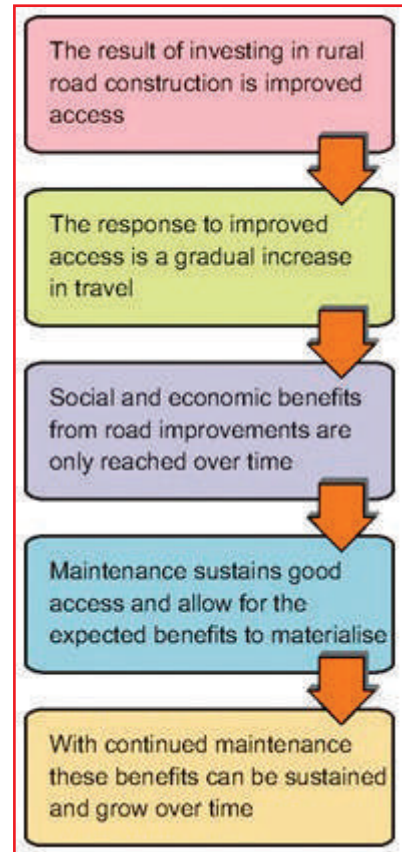 The result of investing in rural
road construction is improved
access
The response to improved
access is a gradual increase
in travel
Social and economic benefits
from road improvements are
only reached over time
Maintenance sustains good
access and allow for the
expected benefits to materialise
With continued maintenance
these benefits can be sustained
and grow over time